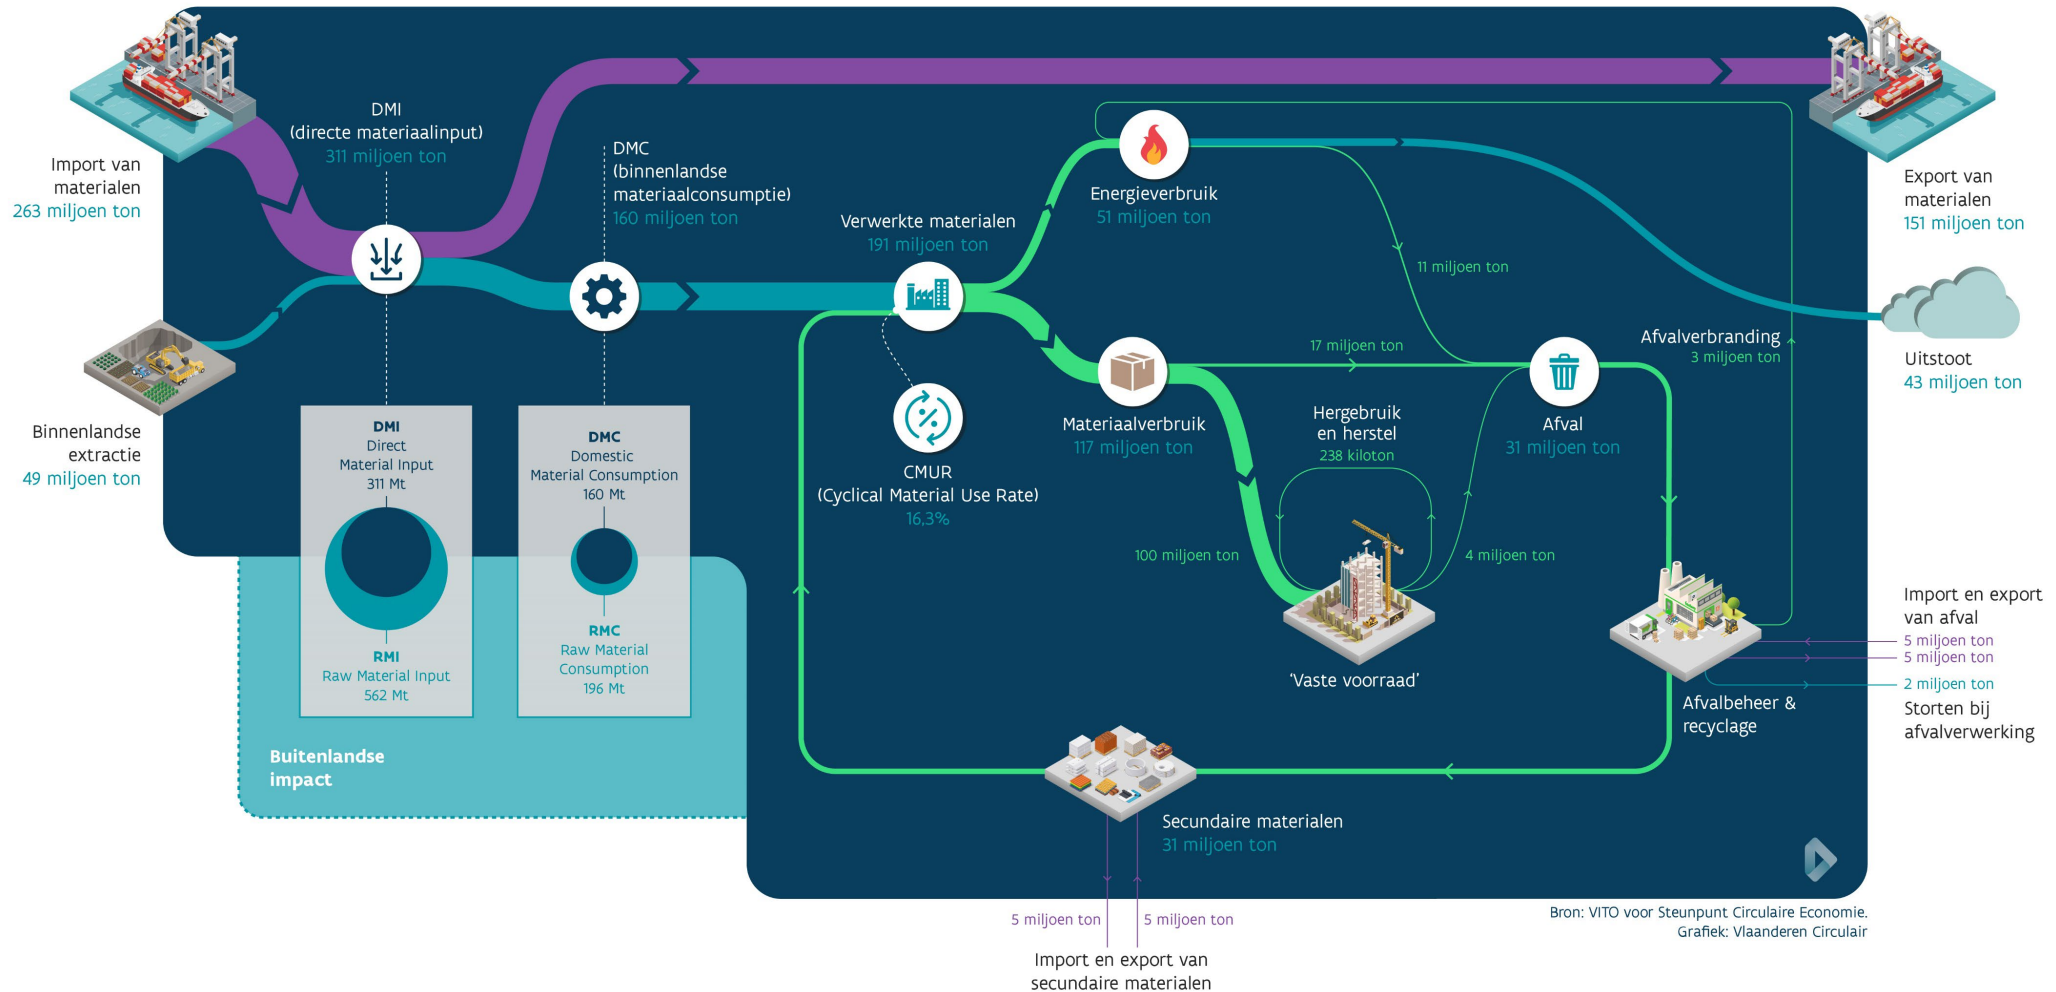 Import van
materialen
263 miljoen ton
Binnenlandse
extractie
49 miljoen ton
DMI
(directe materiaalinput)
311 miljoen ton
DMC
(binnenlandse
materiaalconsumptie)
160 miljoen ton
Verwerkte materialen
191 miljoen ton
CMUR
(Cyclical Material Use Rate)
16,3%
Energieverbruik
51 miljoen ton
11 miljoen ton
Materiaalverbruik
117 miljoen ton
17 miljoen ton
100 miljoen ton
Hergebruik
en herstel
238 kiloton
4 miljoen ton
'Vaste voorraad'
Afval
31 miljoen ton
Afvalverbranding
3 miljoen ton
Afvalbeheer &
recyclage
Export van
materialen
151 miljoen ton
Uitstoot
43 miljoen ton
Import en export
van afval
5 miljoen ton
5 miljoen ton
2 miljoen ton
Storten bij
afvalverwerking
Secundaire materialen
31 miljoen ton
5 miljoen ton
5 miljoen ton
Import en export van
secundaire materialen
DMI
Direct
Material Input
311 Mt
RMI
Raw Material Input
562 Mt
DMC
Domestic
Material Consumption
160 Mt
RMC
Raw Material
Consumption
196 Mt
Buitenlandse
impact
Bron: VITO voor Steunpunt Circulaire Economie.
Grafiek: Vlaanderen Circulair